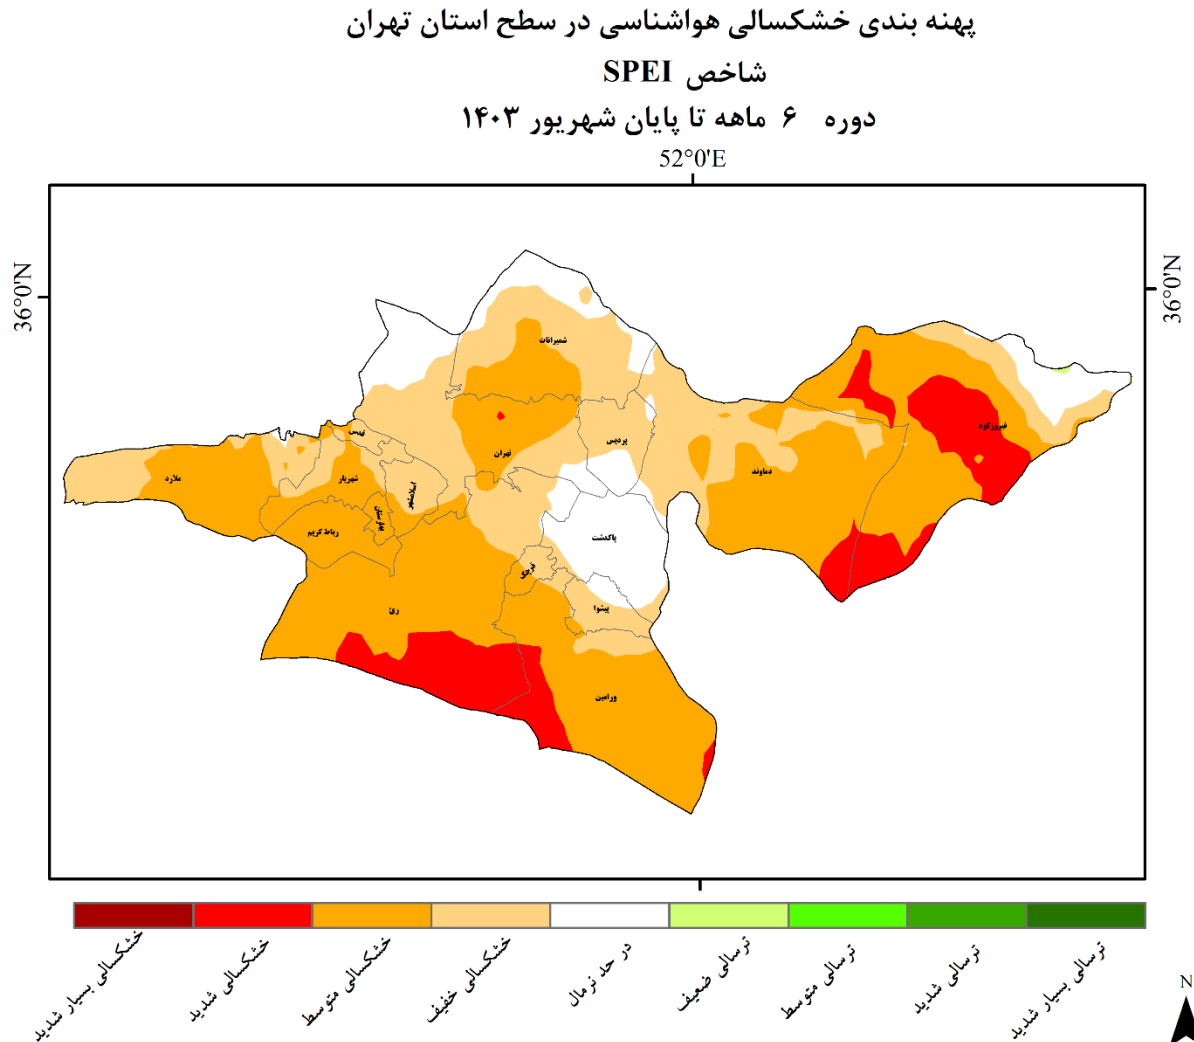 پهنه بندی خشکسالی هواشناسی در سطح استان تهران
شاخص SPEI
دوره ۶ ماهه تا پایان شهریور ۱۴۰۳
52°0'E
36°0'N
36°0'N
شمیرانات
فیروزکوه
قدس
پردیس
تهران
دماوند
ملارد
شهریار
اسلامشهر
بهارستان
رباط کریم
پاکدشت
قرچک
پیشوا
ری
ورامین
خشکسالی بسیار شدید
خشکسالی شدید
خشکسالی متوسط
خشکسالی خفیف
در حد نرمال
ترسالی ضعیف
ترسالی متوسط
ترسالی شدید
ترسالی بسیار شدید
N